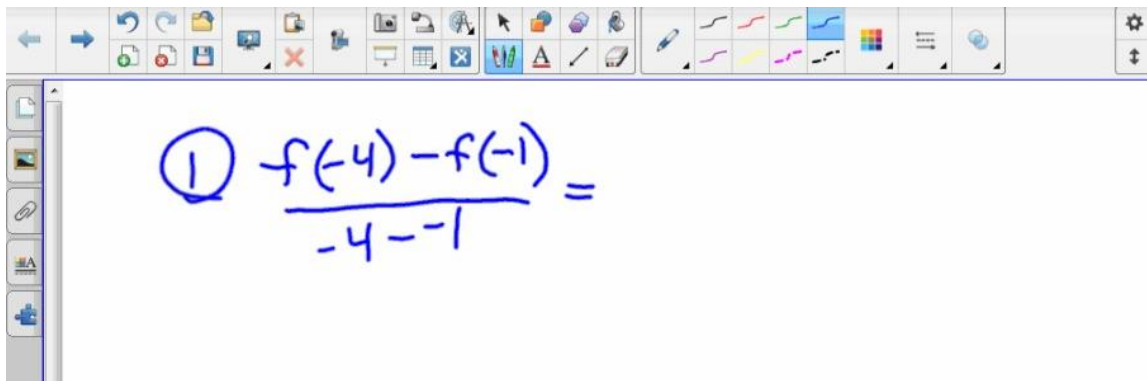 ① f(-4) - f(-1) =
-4 - -1